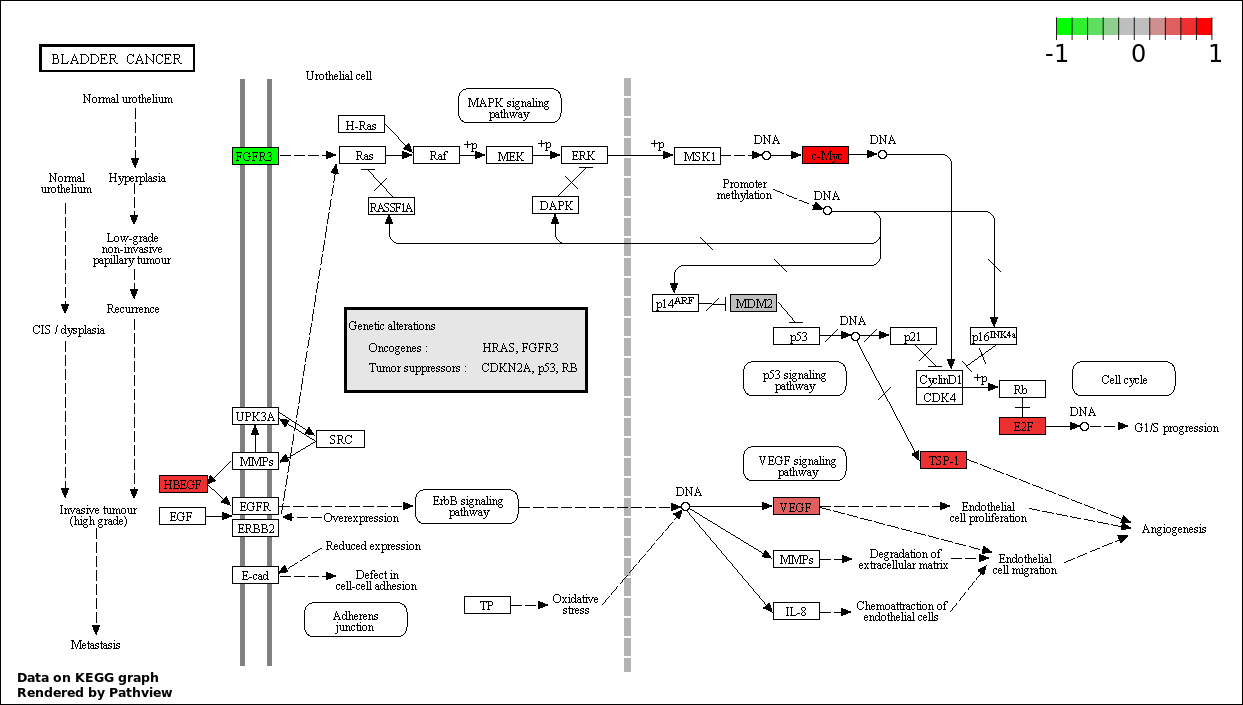 -1 0 1
BLADDER CANCER
Urothelial cell
Normal urothelium
MAPK signaling
pathway
H-Ras
FGFR3
Ras
Raf
+p
MEK
+p
ERK
+p
MSK1
DNA
c-Myc
DNA
Normal
urothelium
Hyperplasia
Promoter
methylation
DNA
RASSF1A
DAPK
Low-grade
non-invasive
papillary tumour
Recurrence
CIS / dysplasia
p14ARF
MDM2
p53
DNA
p21
p16INK4a
Genetic alterations
Oncogenes : HRAS, FGFR3
Tumor suppressors : CDKN2A, p53, RB
p53 signaling
pathway
CyclinD1
+p
CDK4
Rb
Cell cycle
UPK3A
SRC
E2F
DNA
G1/S progression
MMPs
VEGF signaling
pathway
TSP-1
HBEGF
EGFR
EGF
ERBB2
Overexpression
ErbB signaling
pathway
DNA
VEGF
Endothelial
cell proliferation
Angiogenesis
Invasive tumour
(high grade)
Reduced expression
E-cad
Defect in
cell-cell adhesion
MMPs
Degradation of
extracellular matrix
Endothelial
cell migration
TP
Oxidative
stress
IL-8
Chemoattraction of
endothelial cells
Adherens
junction
Metastasis
Data on KEGG graph
Rendered by Pathview